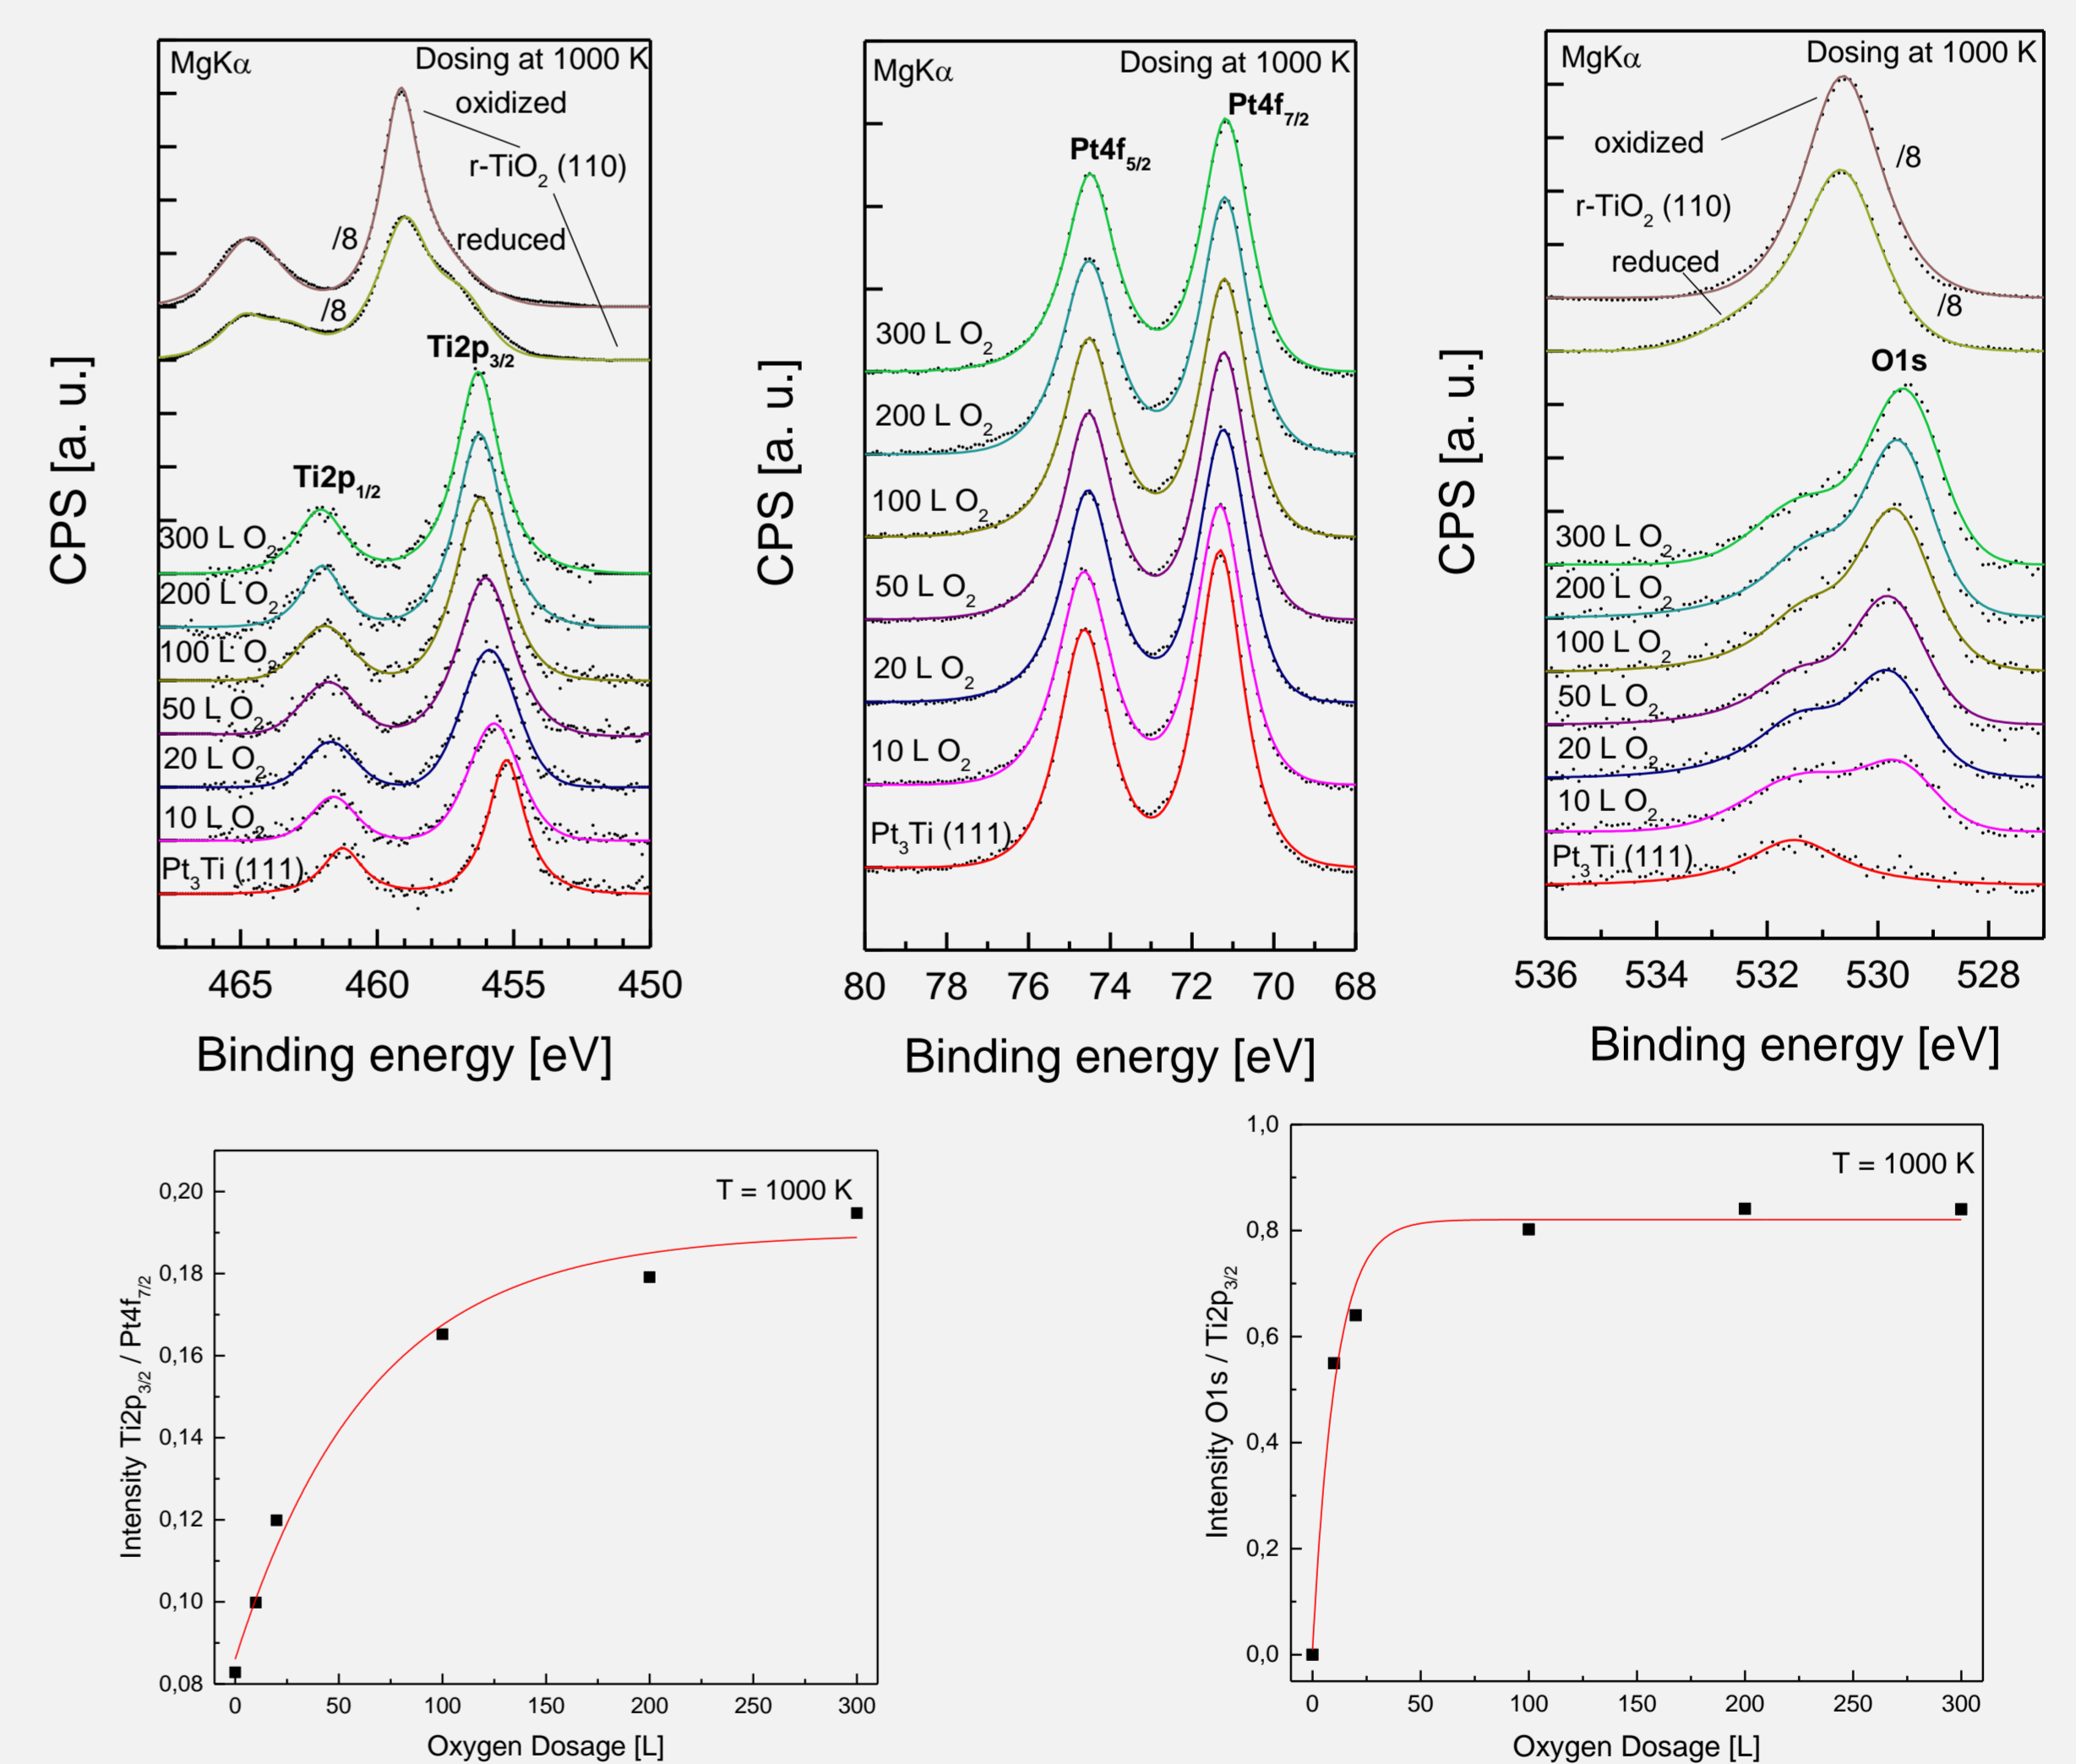 MgKα
Dosing at 1000 K
oxidized
r-TiO2 (110)
/8
reduced
/8
Ti2p3/2
Ti2p1/2
300 L O2
200 L O2
100 L O2
50 L O2
20 L O2
10 L O2
Pt3Ti (111)
CPS [a. u.]
465 460 455 450
Binding energy [eV]
MgKα
Dosing at 1000 K
Pt4f7/2
Pt4f5/2
300 L O2
200 L O2
100 L O2
50 L O2
20 L O2
10 L O2
Pt3Ti (111)
CPS [a. u.]
80 78 76 74 72 70 68
Binding energy [eV]
MgKα
Dosing at 1000 K
oxidized
/8
r-TiO2 (110)
reduced
/8
O1s
300 L O2
200 L O2
100 L O2
50 L O2
20 L O2
10 L O2
Pt3Ti (111)
CPS [a. u.]
536 534 532 530 528
Binding energy [eV]
T = 1000 K
0,20
0,18
0,16
0,14
0,12
0,10
0,08
Intensity Ti2p3/2 / Pt4f7/2
0 50 100 150 200 250 300
Oxygen Dosage [L]
T = 1000 K
1,0
0,8
0,6
0,4
0,2
0,0
Intensity O1s / Ti2p3/2
0 50 100 150 200 250 300
Oxygen Dosage [L]